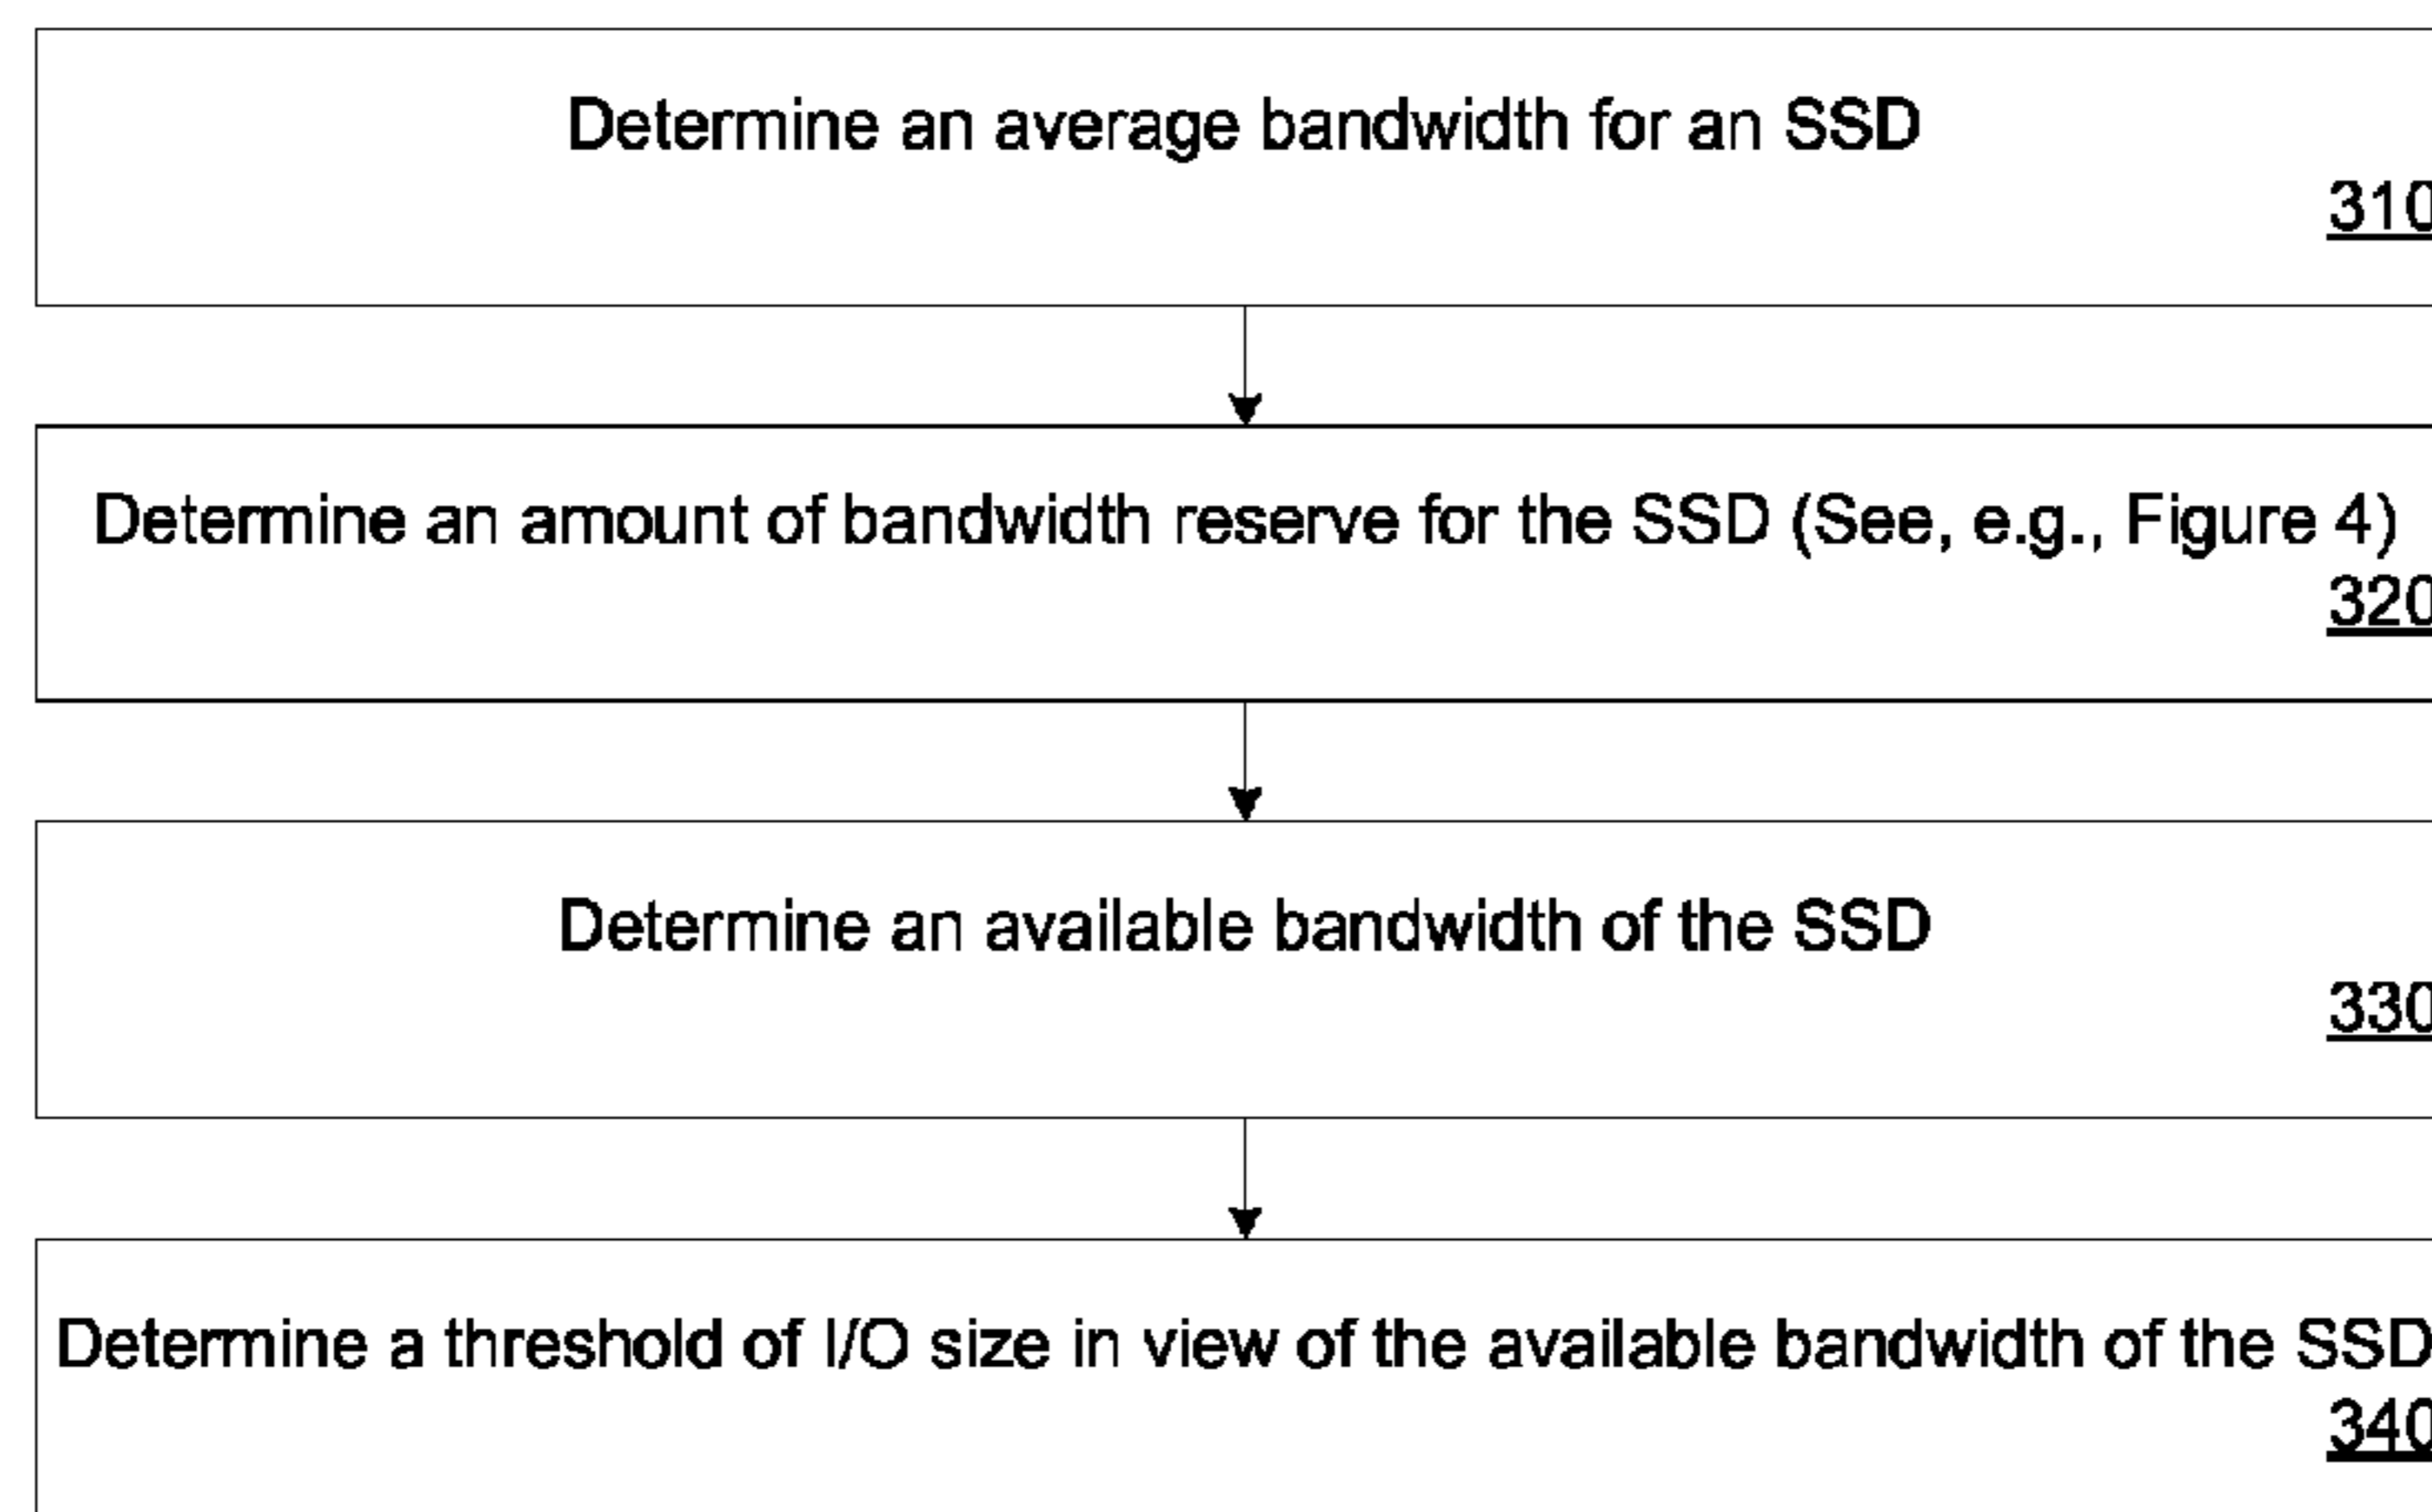 Determine an average bandwidth for an SSD
310
Determine an amount of bandwidth reserve for the SSD (See, e.g., Figure 4)
320
Determine an available bandwidth of the SSD
330
Determine a threshold of I/O size in view of the available bandwidth of the SSD
340